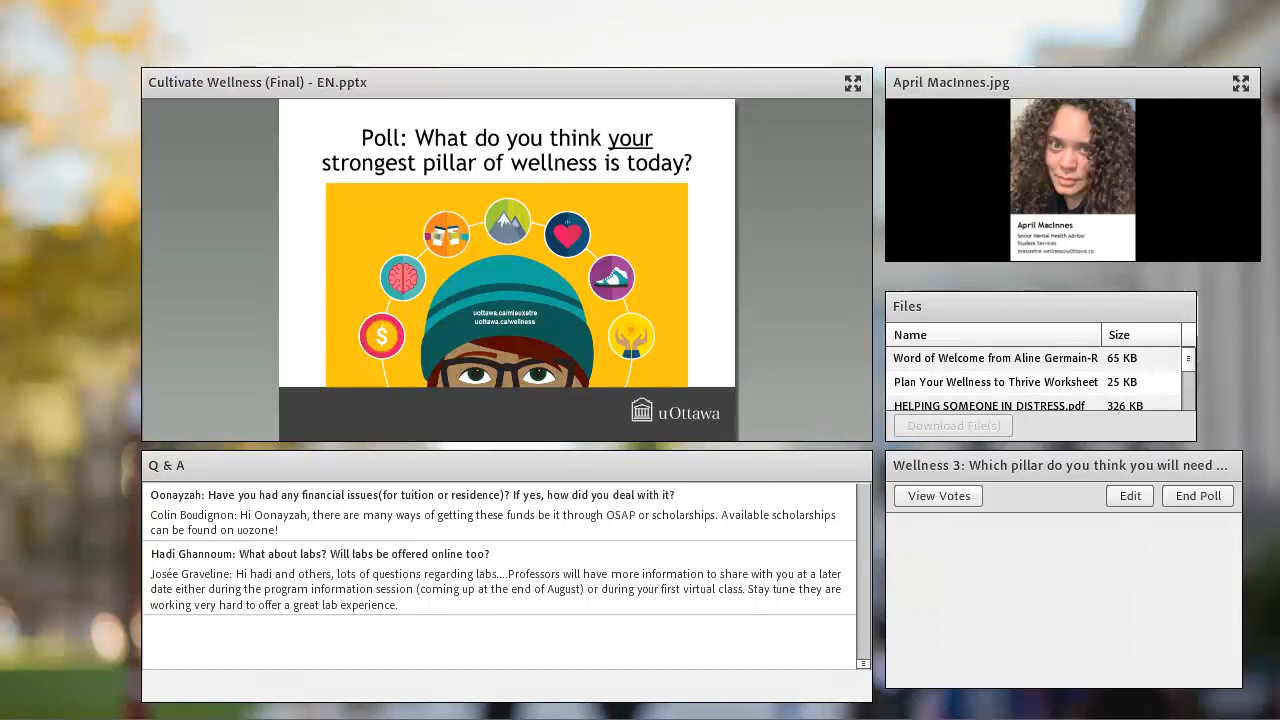 Cultivate Wellness (Final) - EN.pptx
Poll: What do you think your
strongest pillar of wellness is today?
$
uottawa.ca/mieuxetre
uottawa.ca/wellness
uOttawa
April MacInnes.jpg
April MacInnes
Senior Mental Health Advisor
Student Services
mieuxetre.wellness@uOttawa.ca
Files
Name Size
Word of Welcome from Aline Germain-R 65 KB
Plan Your Wellness to Thrive Worksheet 25 KB
HELPING SOMEONE IN DISTRESS.pdf 326 KB
Download File(s)
Q & A
Oonayzah: Have you had any financial issues(for tuition or residence)? If yes, how did you deal with it?
Colin Boudignon: Hi Oonayzah, there are many ways of getting these funds be it through OSAP or scholarships. Available scholarships
can be found on uozone!
Hadi Ghannoum: What about labs? Will labs be offered online too?
Josée Graveline: Hi hadi and others, lots of questions regarding labs....Professors will have more information to share with you at a later
date either during the program information session (coming up at the end of August) or during your first virtual class. Stay tune they are
working very hard to offer a great lab experience.
Wellness 3: Which pillar do you think you will need ...
View Votes Edit End Poll